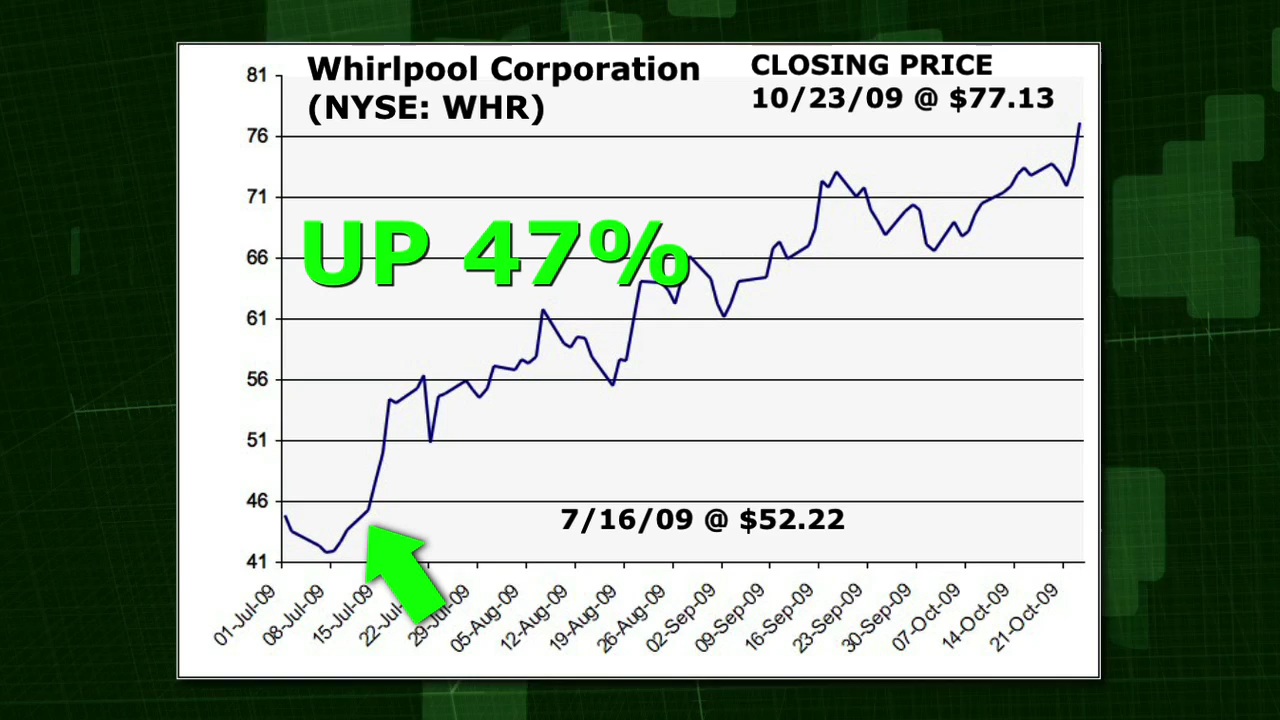 Whirlpool Corporation
(NYSE: WHR)
CLOSING PRICE
10/23/09 @ $77.13
UP 47%
7/16/09 @ $52.22
81
76
71
66
61
56
51
46
41
01-Jul-09
08-Jul-09
15-Jul-09
22-Jul-
29-Jul-09
05-Aug-09
12-Aug-09
19-Aug-09
26-Aug-09
02-Sep-09
09-Sep-09
16-Sep-09
23-Sep-09
30-Sep-09
07-Oct-09
14-Oct-09
21-Oct-09